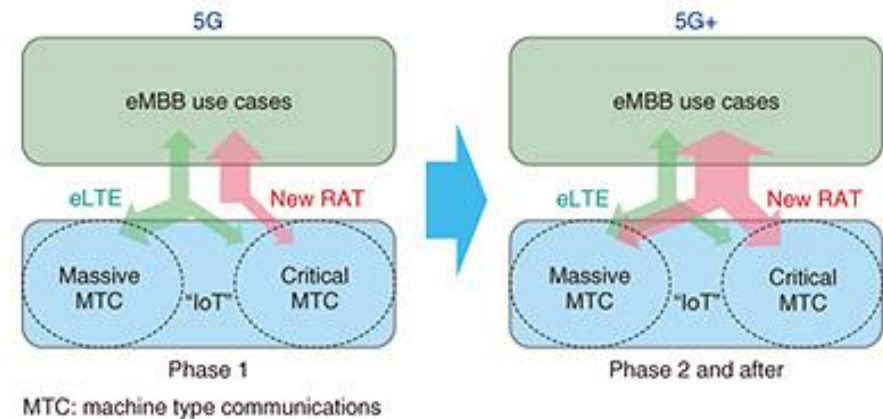 5G
eMBB use cases
eLTE
New RAT
Massive
MTC
"IoT"
Critical
MTC
Phase 1
5G+
eMBB use cases
eLTE
New RAT
Massive
MTC
"IoT"
Critical
MTC
Phase 2 and after
MTC: machine type communications